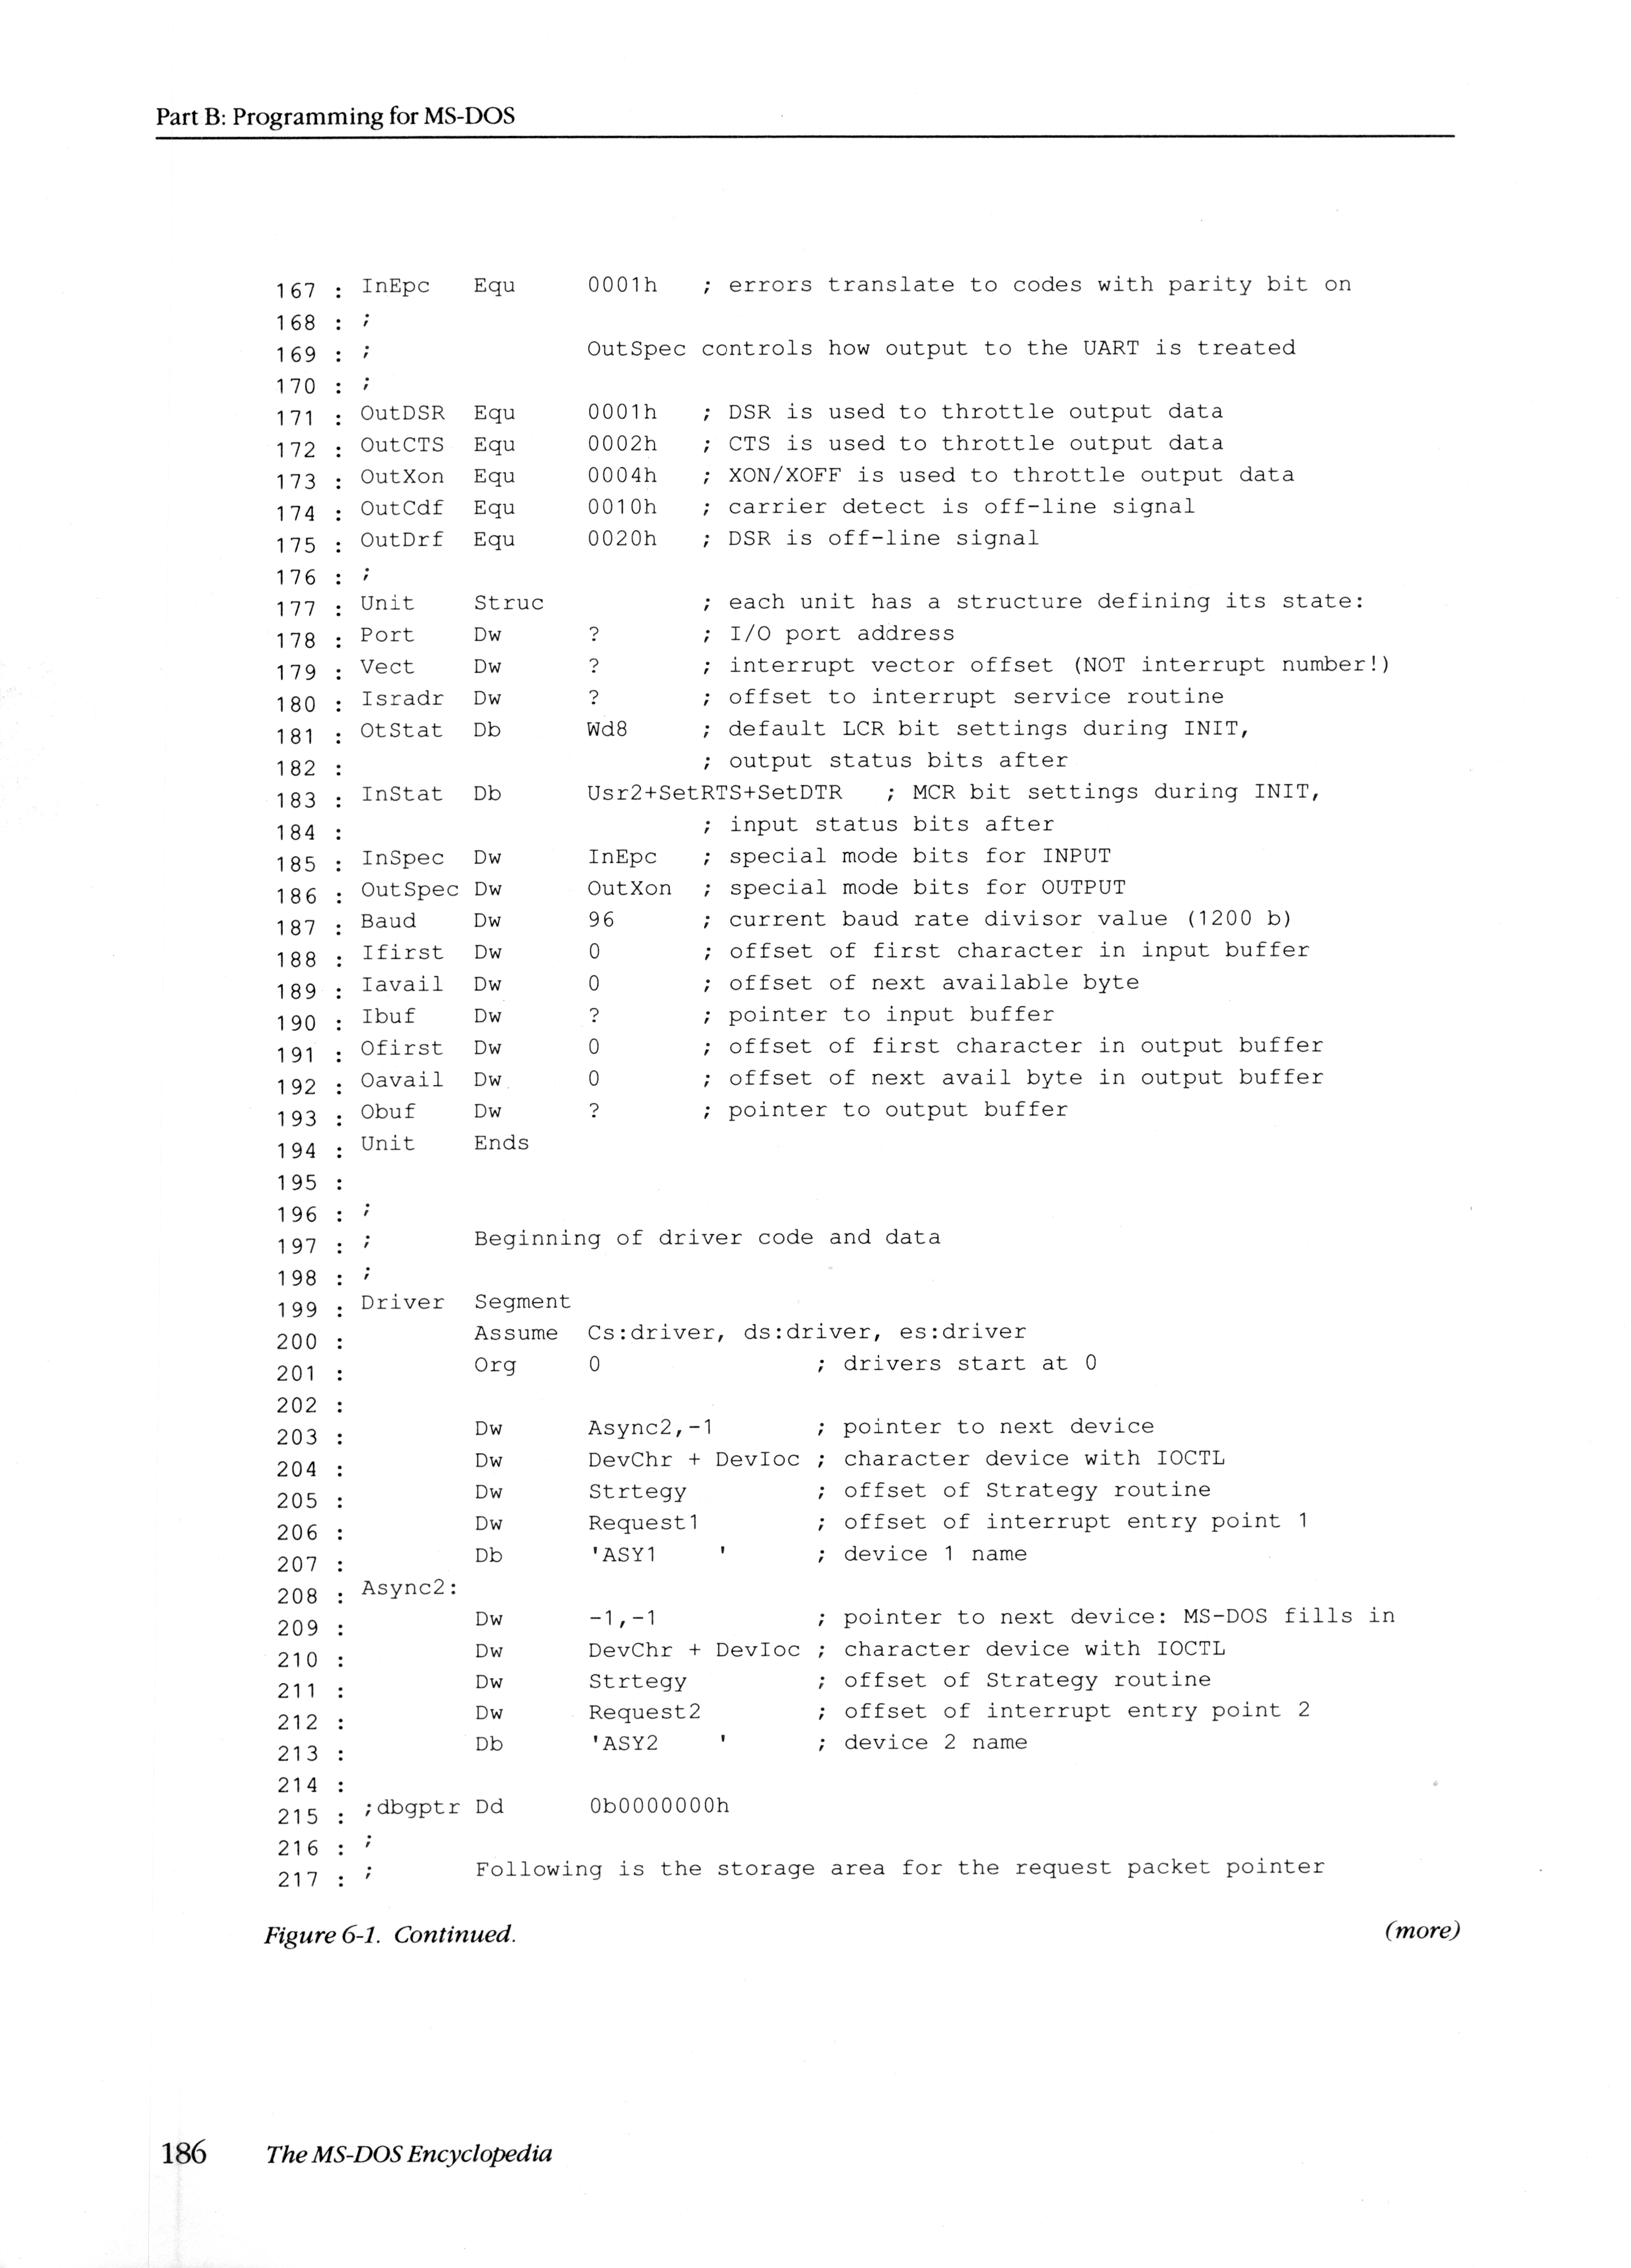 Part B: Programming for MS-DOS
167 : InEpc   Equ     0001h   ; errors translate to codes with parity bit on
168 : ;
169 : ;               OutSpec controls how output to the UART is treated
170 : ;
171 : OutDSR  Equ     0001h   ; DSR is used to throttle output data
172 : OutCTS  Equ     0002h   ; CTS is used to throttle output data
173 : OutXon  Equ     0004h   ; XON/XOFF is used to throttle output data
174 : OutCdf  Equ     0010h   ; carrier detect is off-line signal
175 : OutDrf  Equ     0020h   ; DSR is off-line signal
176 : ;
177 : Unit    Struc           ; each unit has a structure defining its state:
178 : Port    Dw      ?       ; I/O port address
179 : Vect    Dw      ?       ; interrupt vector offset (NOT interrupt number!)
180 : Isradr  Dw      ?       ; offset to interrupt service routine
181 : OtStat  Db      Wd8     ; default LCR bit settings during INIT,
182 :                         ; output status bits after
183 : InStat  Db      Usr2+SetRTS+SetDTR   ; MCR bit settings during INIT,
184 :                         ; input status bits after
185 : InSpec  Dw      InEpc   ; special mode bits for INPUT
186 : OutSpec Dw      OutXon  ; special mode bits for OUTPUT
187 : Baud    Dw      96      ; current baud rate divisor value (1200 b)
188 : Ifirst  Dw      0       ; offset of first character in input buffer
189 : Iavail  Dw      0       ; offset of next available byte
190 : Ibuf    Dw      ?       ; pointer to input buffer
191 : Ofirst  Dw      0       ; offset of first character in output buffer
192 : Oavail  Dw      0       ; offset of next avail byte in output buffer
193 : Obuf    Dw      ?       ; pointer to output buffer
194 : Unit    Ends
195 :
196 : ;
197 : ;       Beginning of driver code and data
198 : ;
199 : Driver  Segment
200 :         Assume  Cs:driver, ds:driver, es:driver
201 :         Org     0               ; drivers start at 0
202 :
203 :         Dw      Async2,-1       ; pointer to next device
204 :         Dw      DevChr + DevIoc ; character device with IOCTL
205 :         Dw      Strtegy         ; offset of Strategy routine
206 :         Dw      Request1        ; offset of interrupt entry point 1
207 :         Db      'ASY1    '      ; device 1 name
208 : Async2:
209 :         Dw      -1,-1           ; pointer to next device: MS-DOS fills in
210 :         Dw      DevChr + DevIoc ; character device with IOCTL
211 :         Dw      Strtegy         ; offset of Strategy routine
212 :         Dw      Request2        ; offset of interrupt entry point 2
213 :         Db      'ASY2    '      ; device 2 name
214 :
215 : ;dbgptr Dd      0b0000000h
216 : ;
217 : ;       Following is the storage area for the request packet pointer
Figure 6-1. Continued. (more)
186 The MS-DOS Encyclopedia